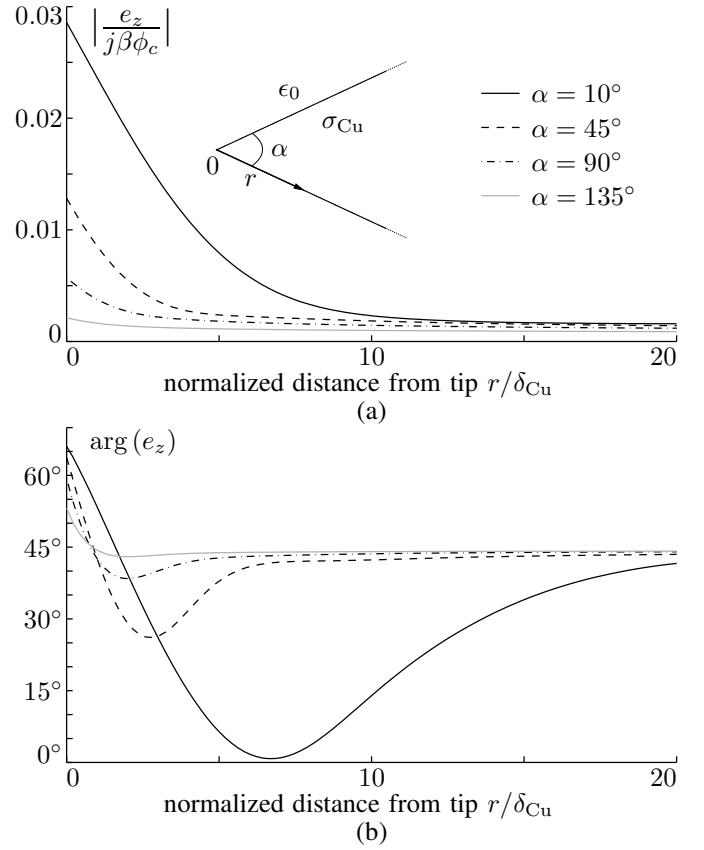 0.03
|e_z / jβϕ_c|
ϵ₀
σ_Cu
0
α
r
α = 10°
α = 45°
α = 90°
α = 135°
0.02
0.01
0
0 10 20
normalized distance from tip r/δ_Cu
(a)
arg (e_z)
60°
45°
30°
15°
0°
0 10 20
normalized distance from tip r/δ_Cu
(b)